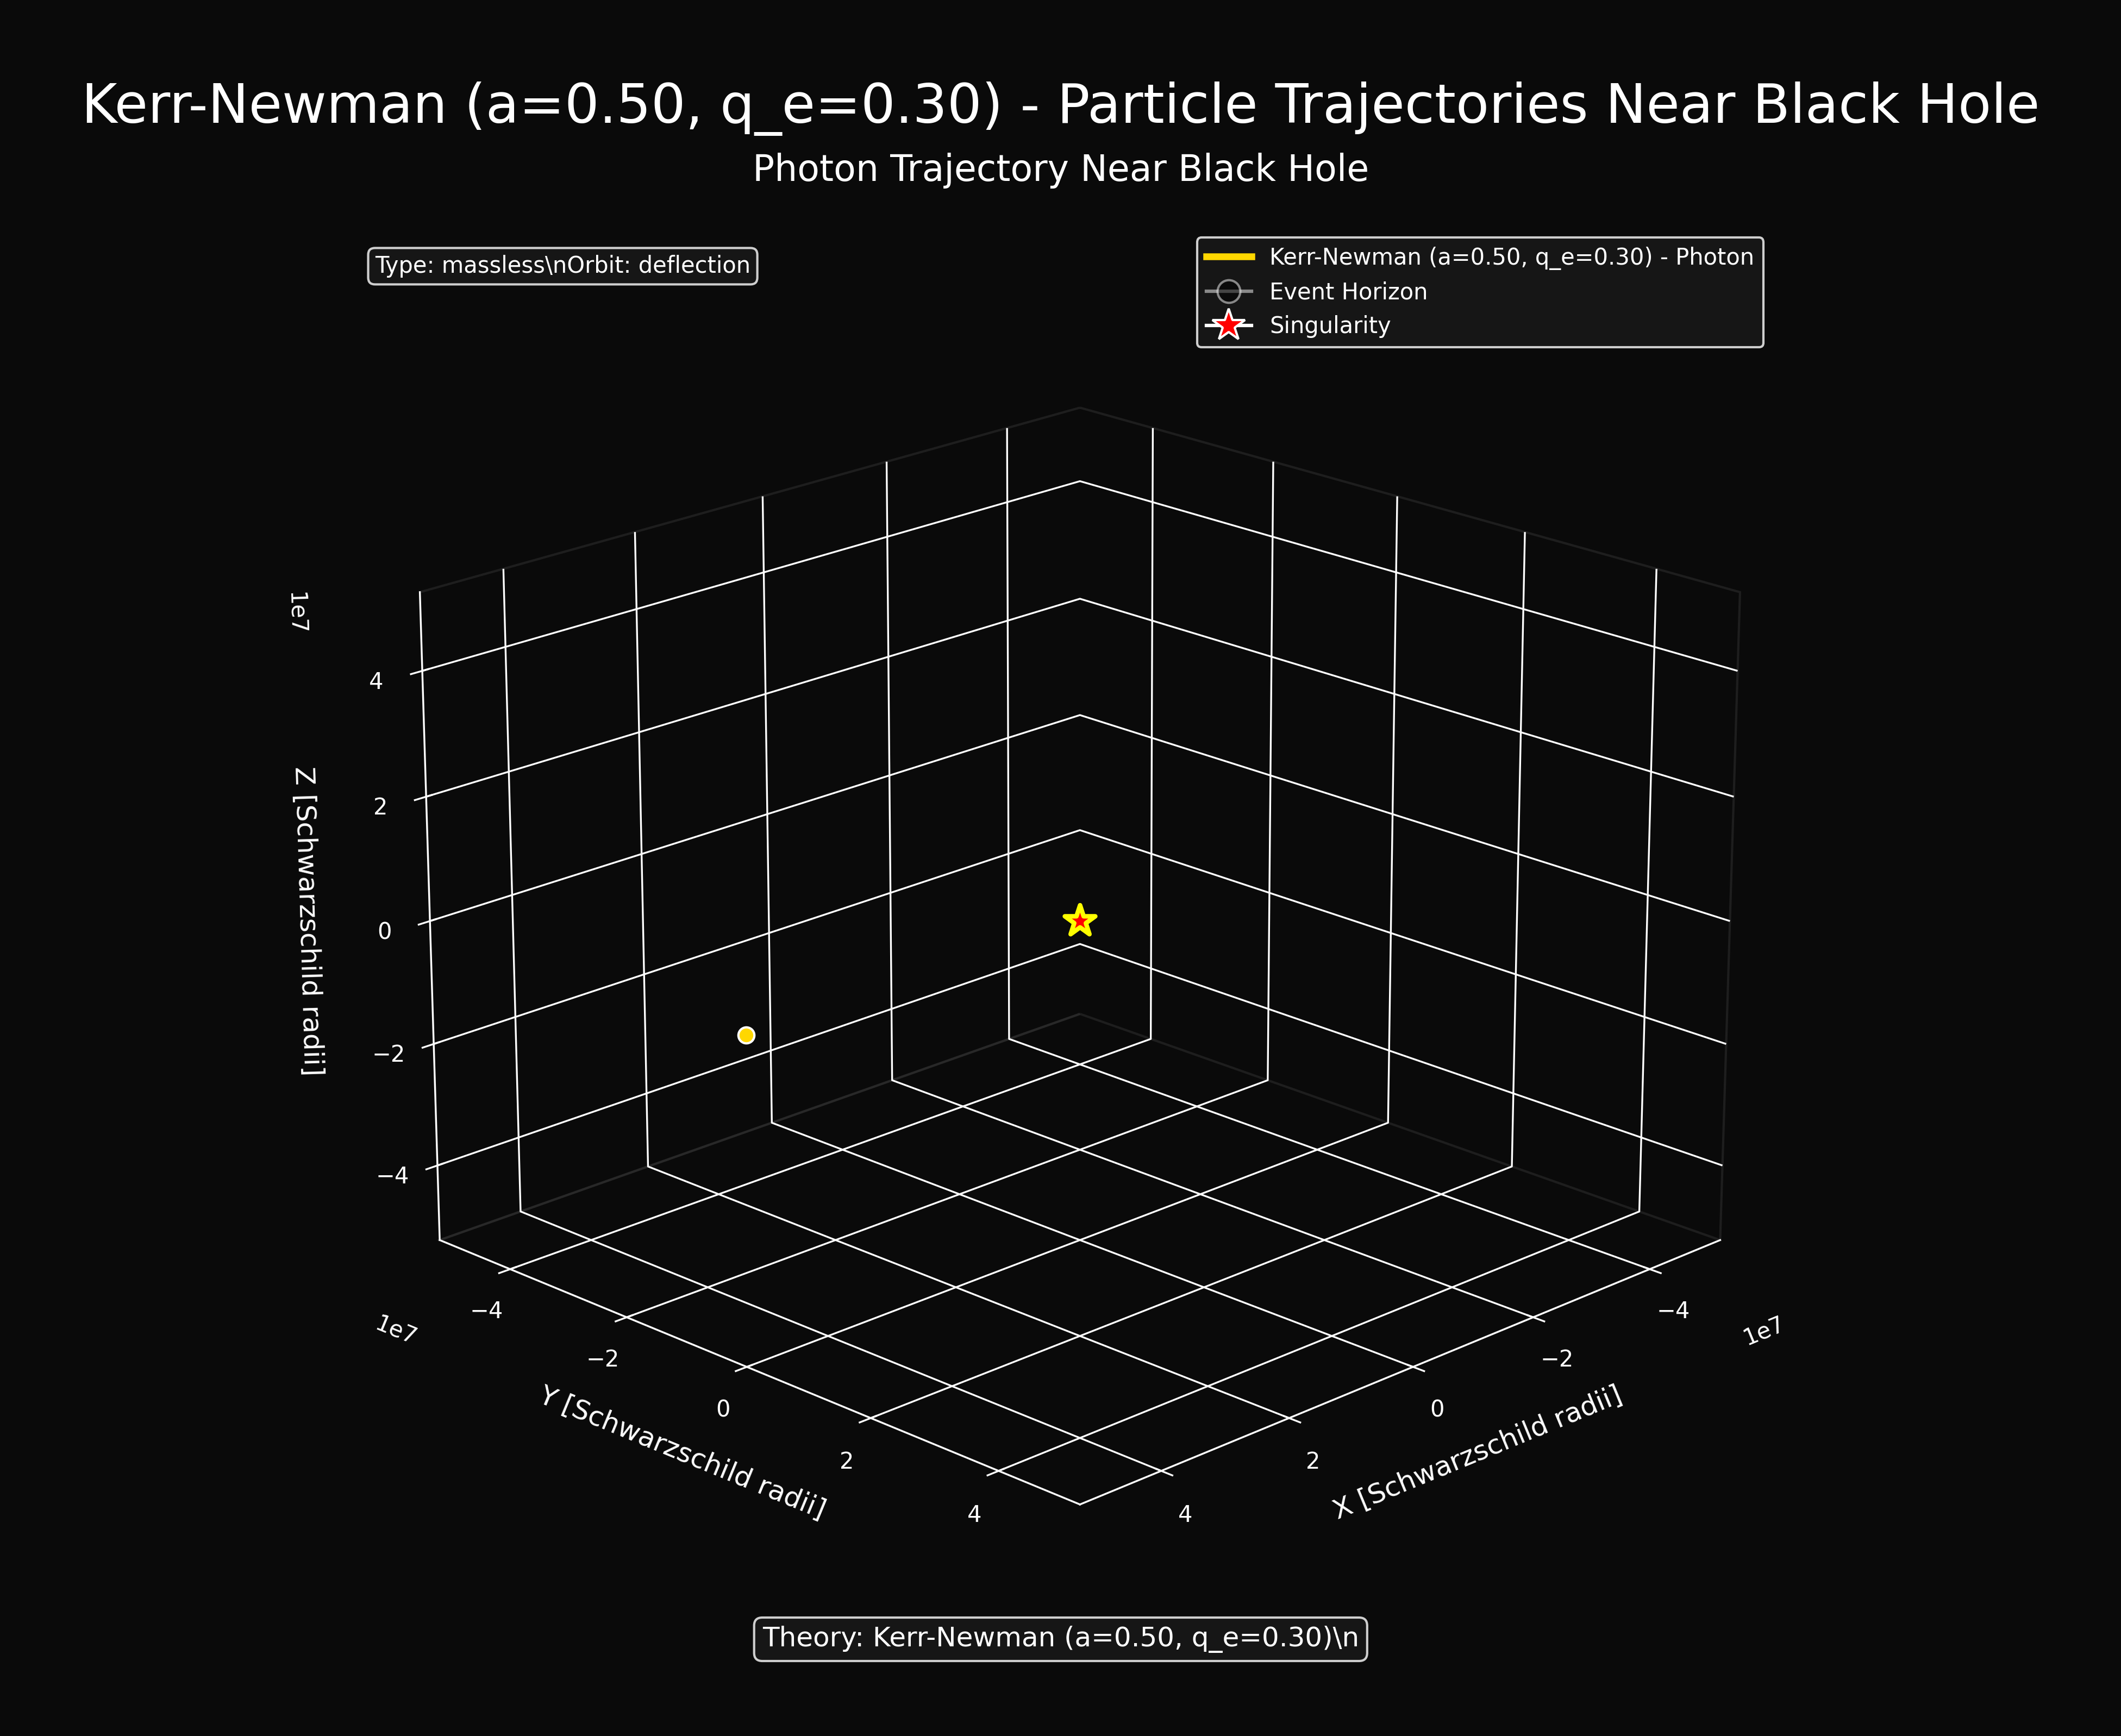 Kerr-Newman (a=0.50, q_e=0.30) - Particle Trajectories Near Black Hole
Photon Trajectory Near Black Hole
Type: massless\nOrbit: deflection
Kerr-Newman (a=0.50, q_e=0.30) - Photon
Event Horizon
Singularity
1e7
4
2
0
−2
−4
Z [Schwarzschild radii]
1e7
−4
−2
0
2
4
Y [Schwarzschild radii]
4
2
0
−2
−4
1e7
X [Schwarzschild radii]
Theory: Kerr-Newman (a=0.50, q_e=0.30)\n